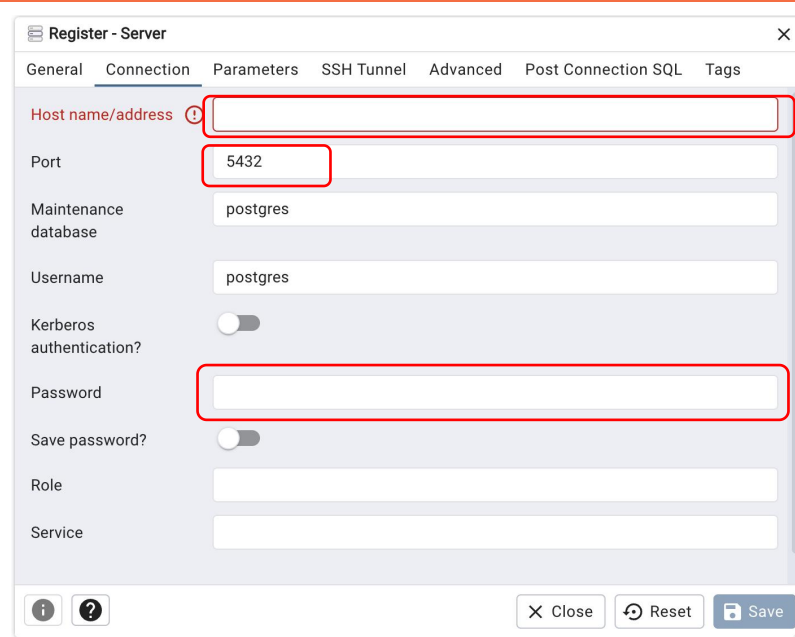 Register - Server
General Connection Parameters SSH Tunnel Advanced Post Connection SQL Tags
Host name/address
Port 5432
Maintenance
database
postgres
Username postgres
Kerberos
authentication?
Password
Save password?
Role
Service
Close Reset Save